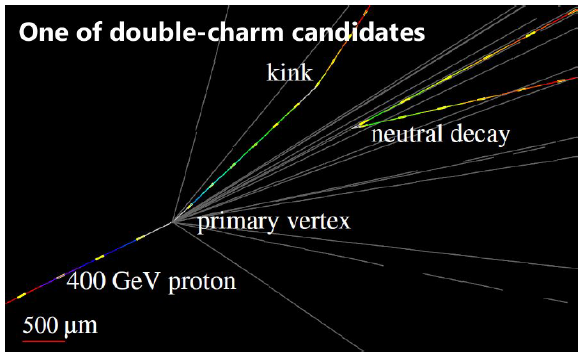 One of double-charm candidates
kink
neutral decay
primary vertex
400 GeV proton
500 μm